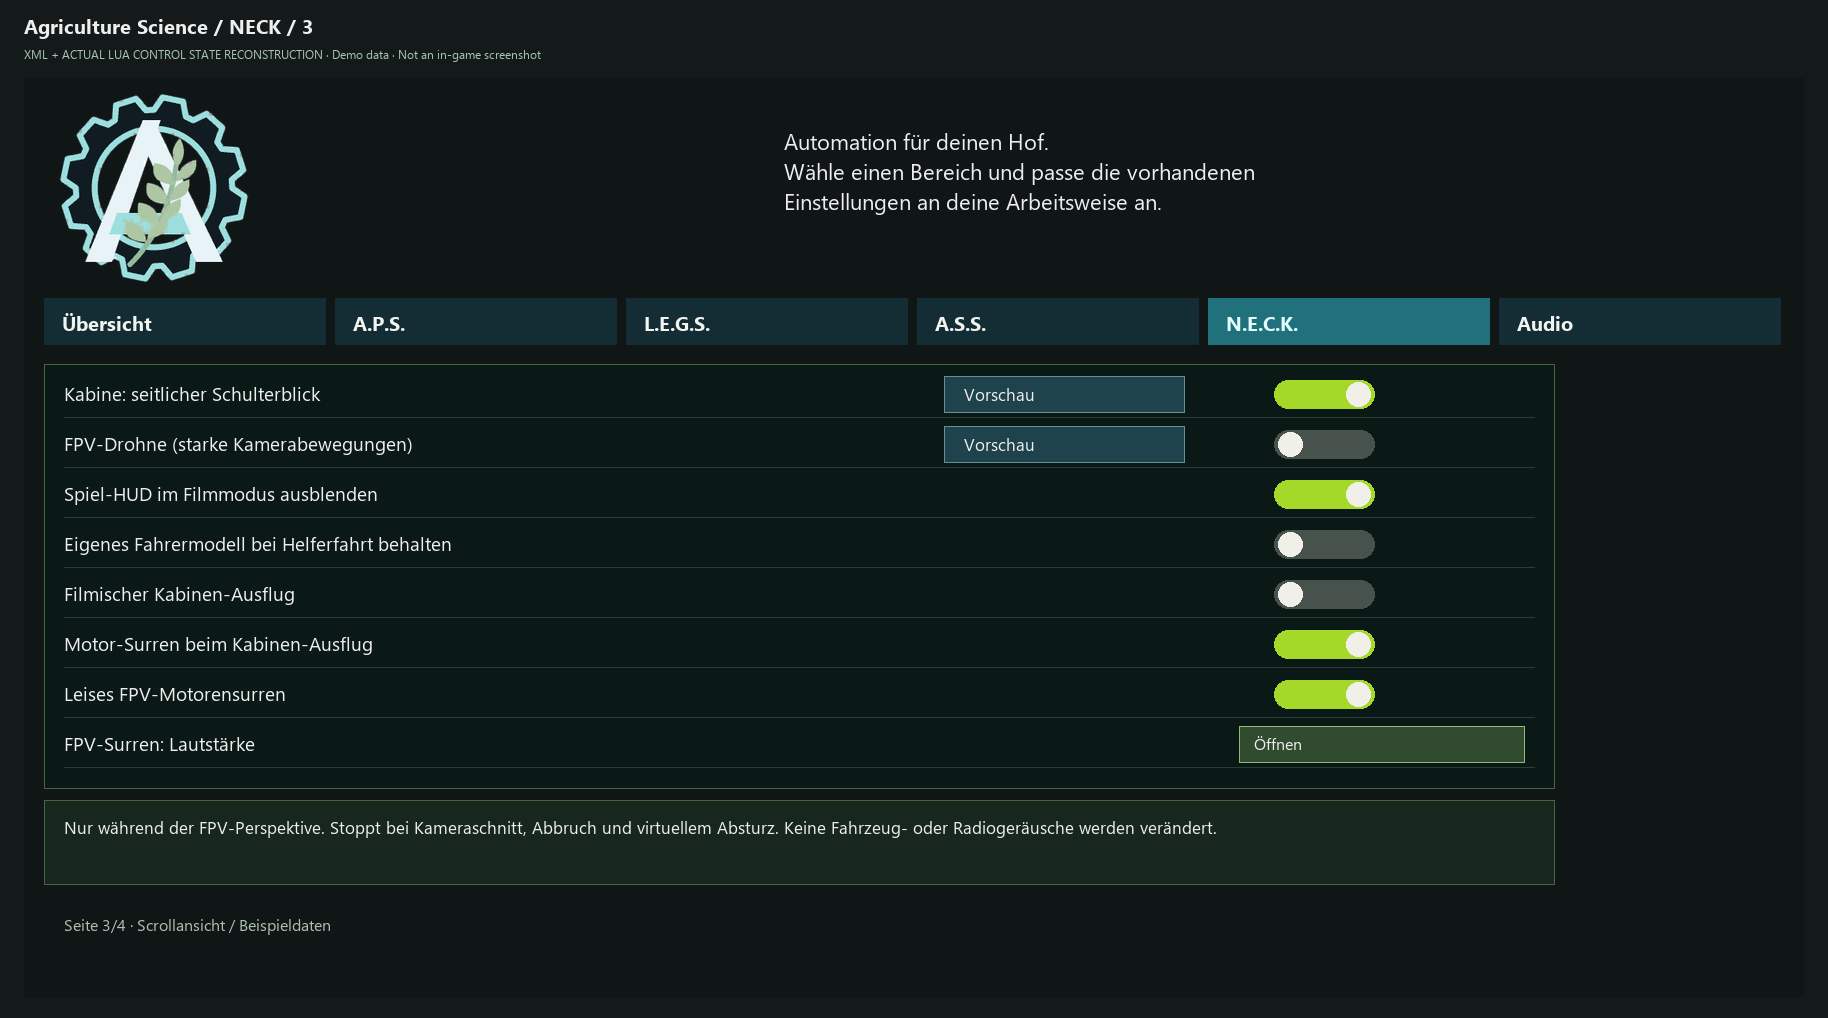 Agriculture Science / NECK / 3
XML + ACTUAL LUA CONTROL STATE RECONSTRUCTION · Demo data · Not an in-game screenshot
A
Automation für deinen Hof.
Wähle einen Bereich und passe die vorhandenen
Einstellungen an deine Arbeitsweise an.
Übersicht
A.P.S.
L.E.G.S.
A.S.S.
N.E.C.K.
Audio
Kabine: seitlicher Schulterblick
Vorschau
FPV-Drohne (starke Kamerabewegungen)
Vorschau
Spiel-HUD im Filmmodus ausblenden
Eigenes Fahrermodell bei Helferfahrt behalten
Filmischer Kabinen-Ausflug
Motor-Surren beim Kabinen-Ausflug
Leises FPV-Motorensurren
FPV-Surren: Lautstärke
Öffnen
Nur während der FPV-Perspektive. Stoppt bei Kameraschnitt, Abbruch und virtuellem Absturz. Keine Fahrzeug- oder Radiogeräusche werden verändert.
Seite 3/4 · Scrollansicht / Beispieldaten